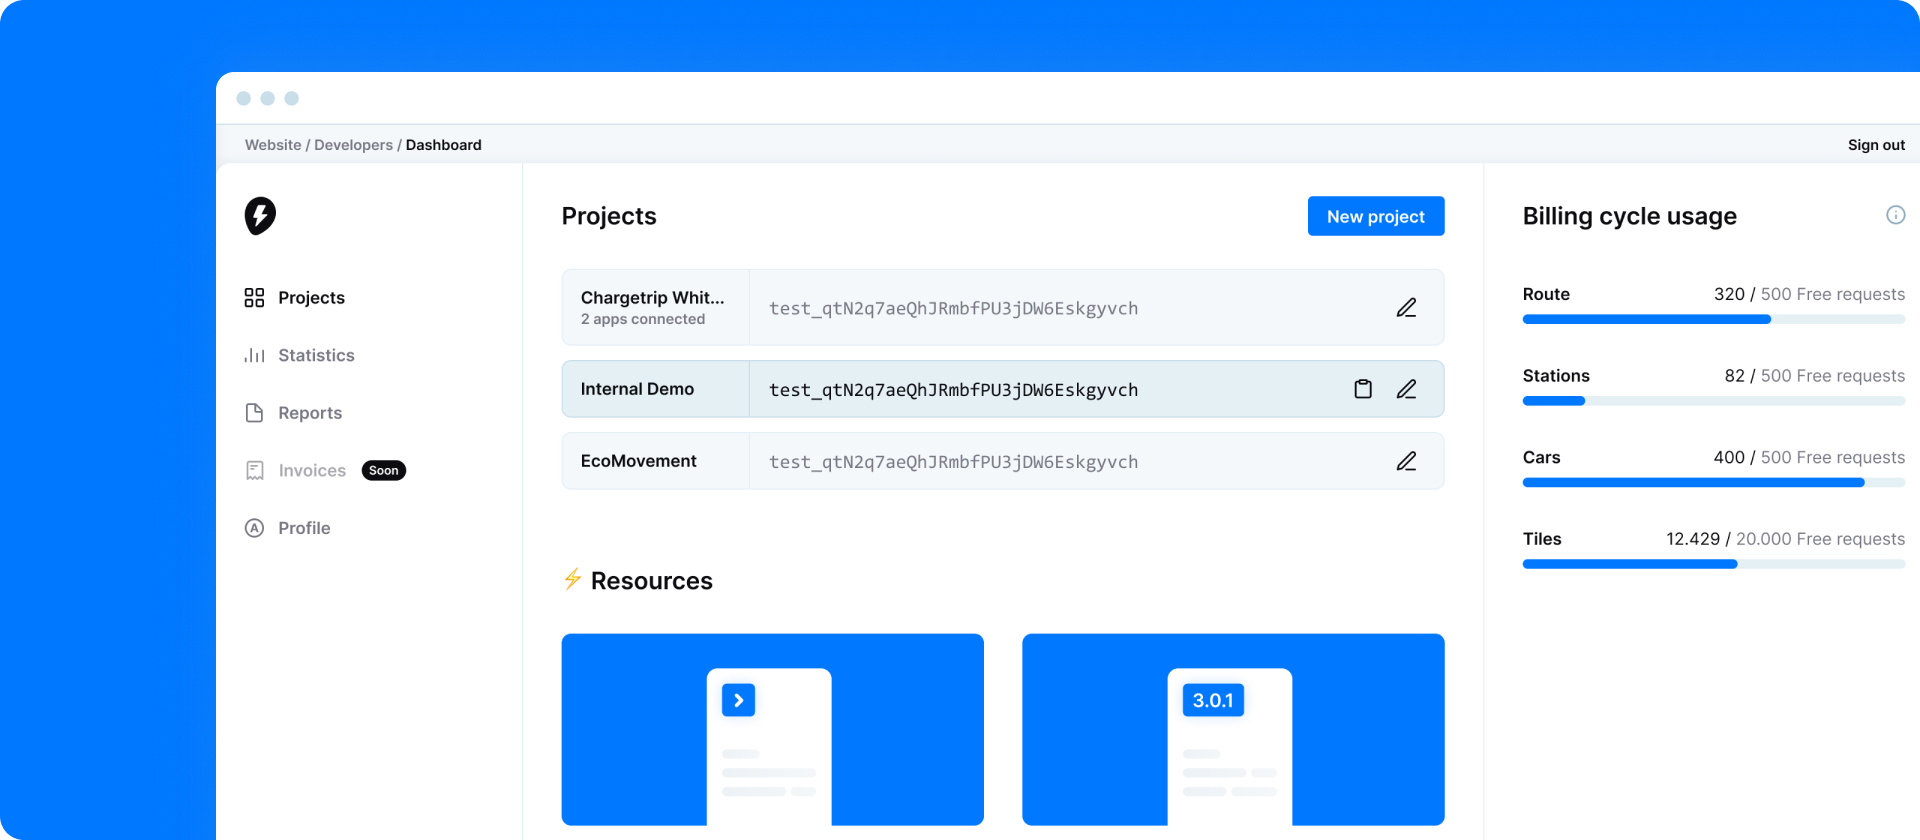 Website / Developers / Dashboard
Sign out
Projects
Statistics
Reports
Invoices Soon
Profile
Projects
New project
Chargetrip Whit...
2 apps connected
test_qtN2q7aeQhJRmbfPU3jDW6Eskgyvch
Internal Demo
test_qtN2q7aeQhJRmbfPU3jDW6Eskgyvch
EcoMovement
test_qtN2q7aeQhJRmbfPU3jDW6Eskgyvch
⚡ Resources
3.0.1
Billing cycle usage
Route 320 / 500 Free requests
Stations 82 / 500 Free requests
Cars 400 / 500 Free requests
Tiles 12.429 / 20.000 Free requests